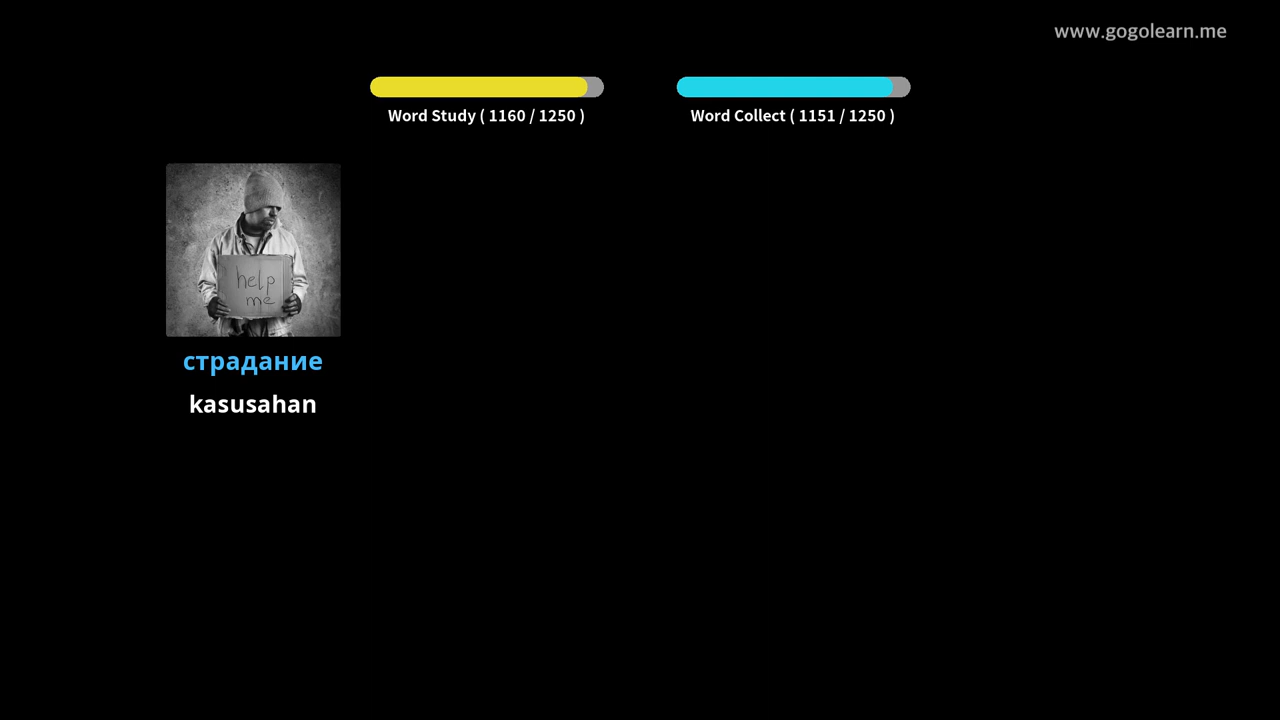 www.gogolearn.me
Word Study ( 1160 / 1250 )
Word Collect ( 1151 / 1250 )
help
me
страдание
kasusahan